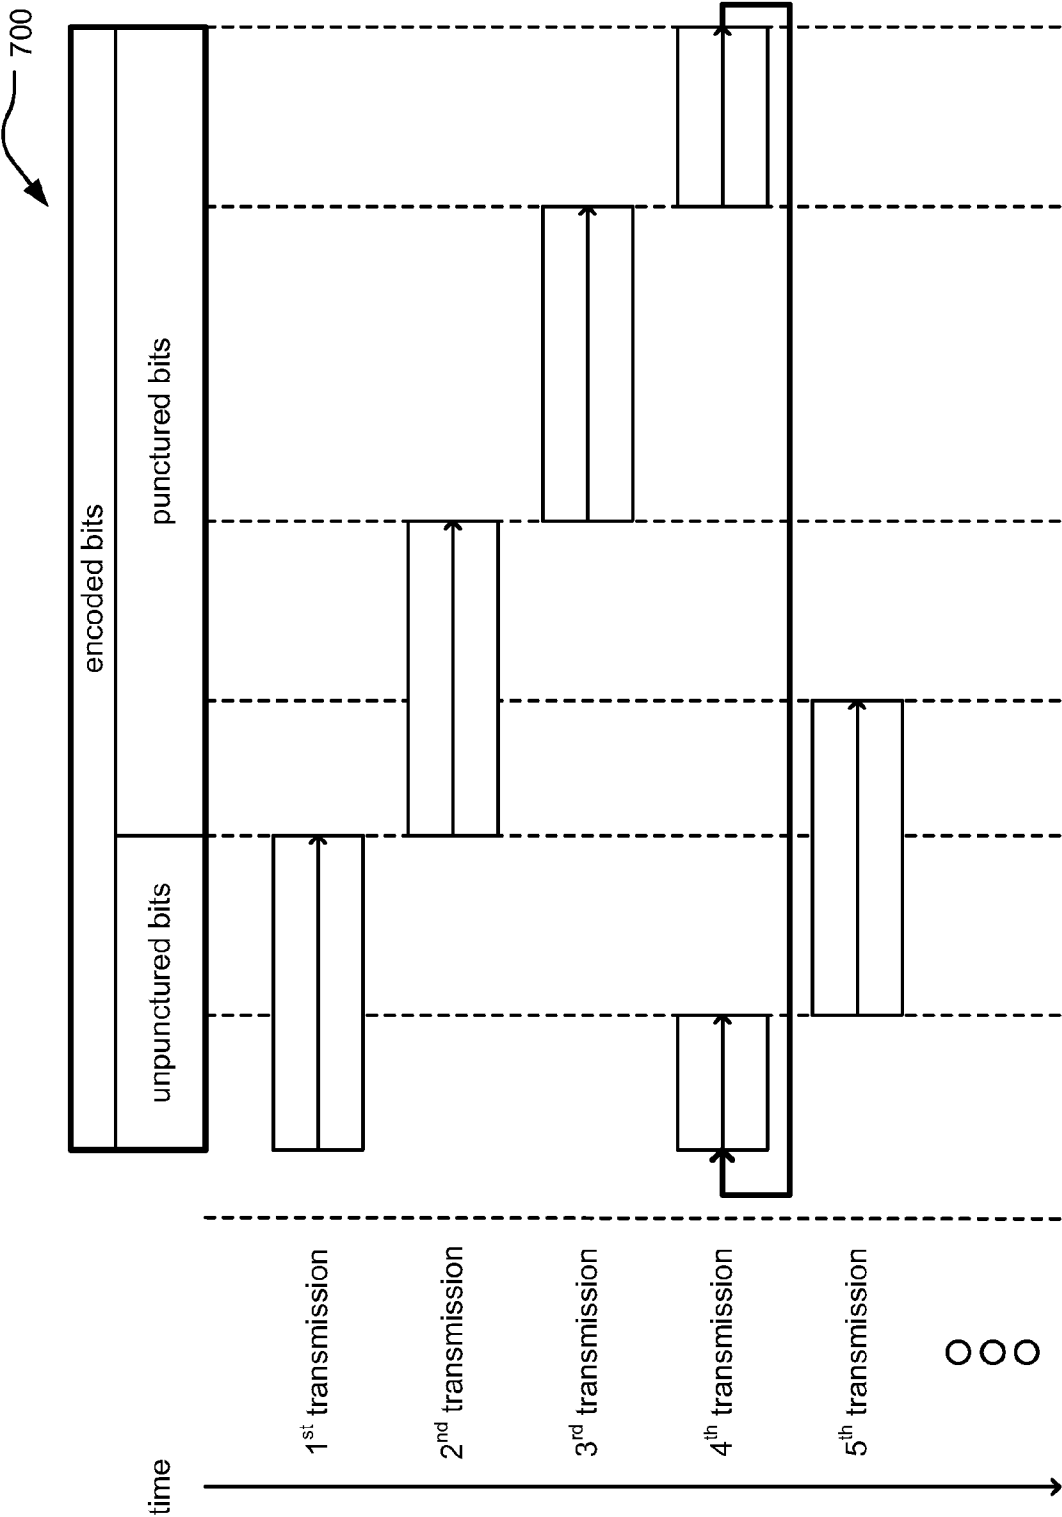 700
encoded bits
unpunctured bits
punctured bits
time
1st transmission
2nd transmission
3rd transmission
4th transmission
5th transmission